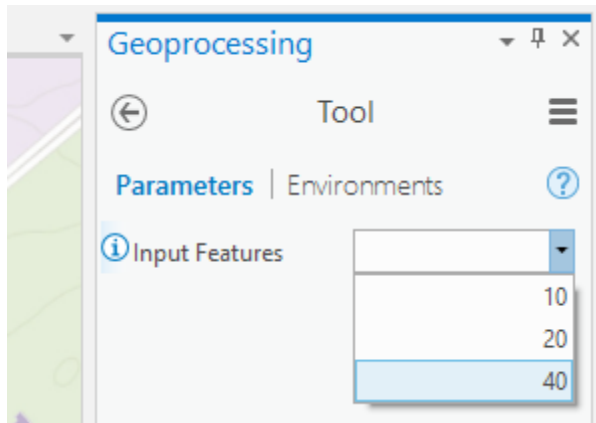 Geoprocessing
Tool
Parameters | Environments
Input Features
10
20
40